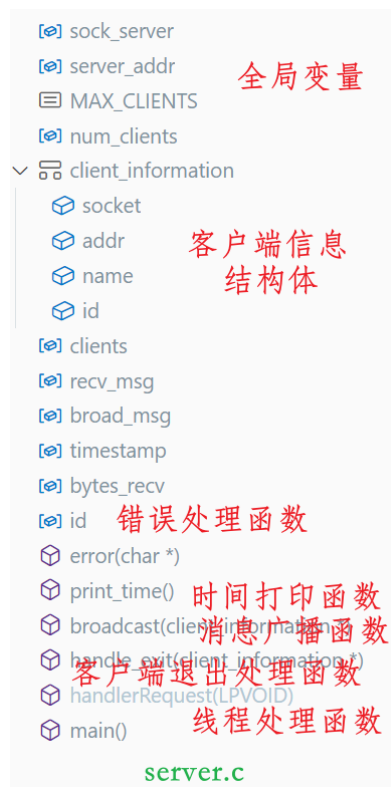 sock_server
server_addr
全局变量
MAX_CLIENTS
num_clients
client_information
socket
addr
客户端信息
name
结构体
id
clients
recv_msg
broad_msg
timestamp
bytes_recv
id
错误处理函数
error(char *)
print_time()
时间打印函数
broadcast(client_information *)
消息广播函数
handle_exit(client_information *)
客户端退出处理函数
handlerRequest(LPVOID)
线程处理函数
main()
server.c